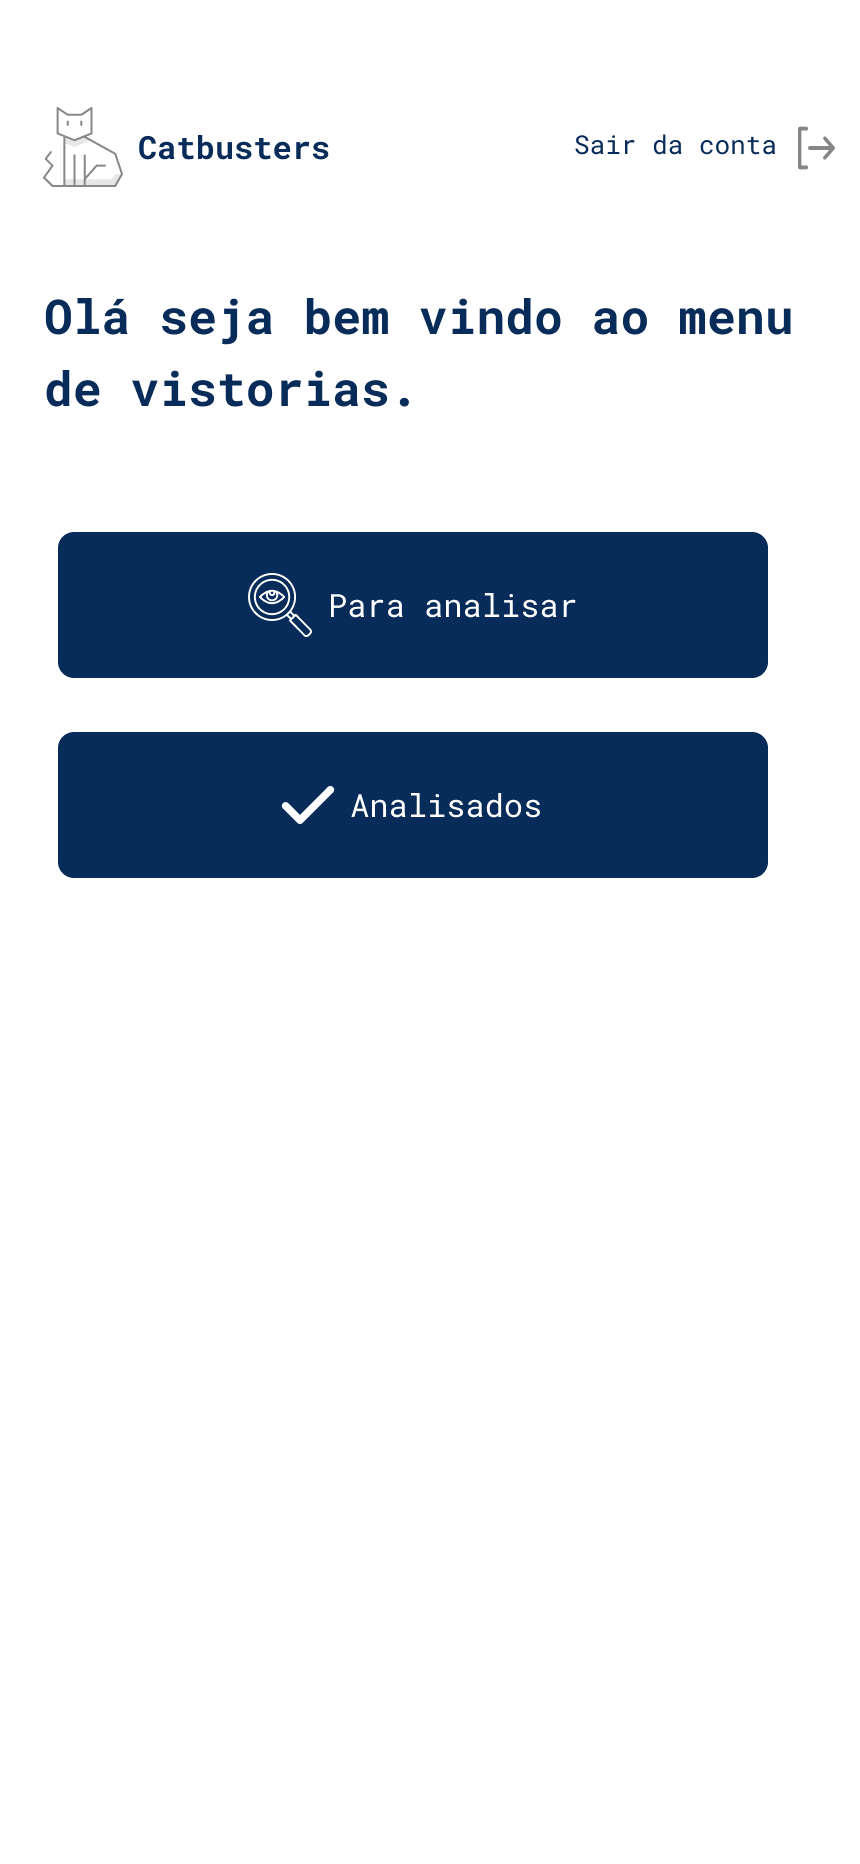 Catbusters
Sair da conta
Olá seja bem vindo ao menu
de vistorias.
Para analisar
Analisados